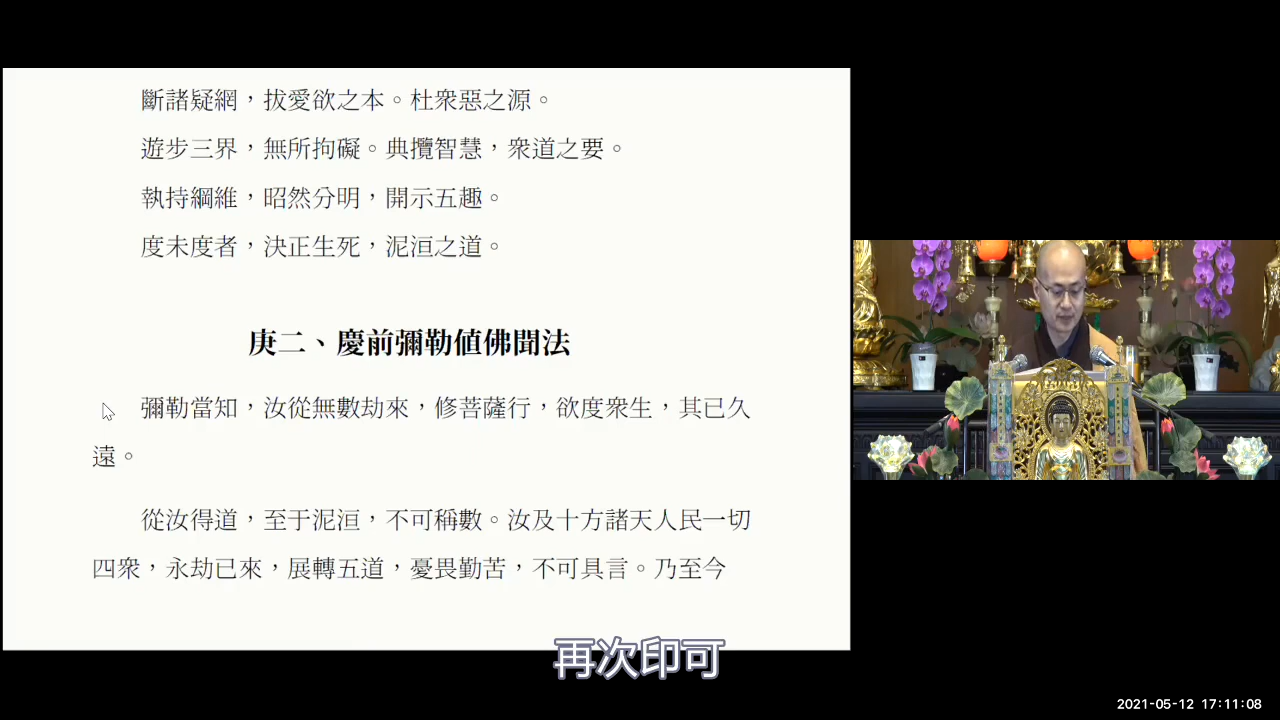 斷諸疑網，拔愛欲之本。杜衆惡之源。
遊步三界，無所拘礙。典攬智慧，衆道之要。
執持綱維，昭然分明，開示五趣。
度未度者，決正生死，泥洹之道。
庚二、慶前彌勒値佛聞法
彌勒當知，汝從無數劫來，修菩薩行，欲度衆生，其已久
遠。
從汝得道，至于泥洹，不可稱數。汝及十方諸天人民一切
四衆，永劫已來，展轉五道，憂畏勤苦，不可具言。乃至今
再次印可
2021-05-12 17:11:08